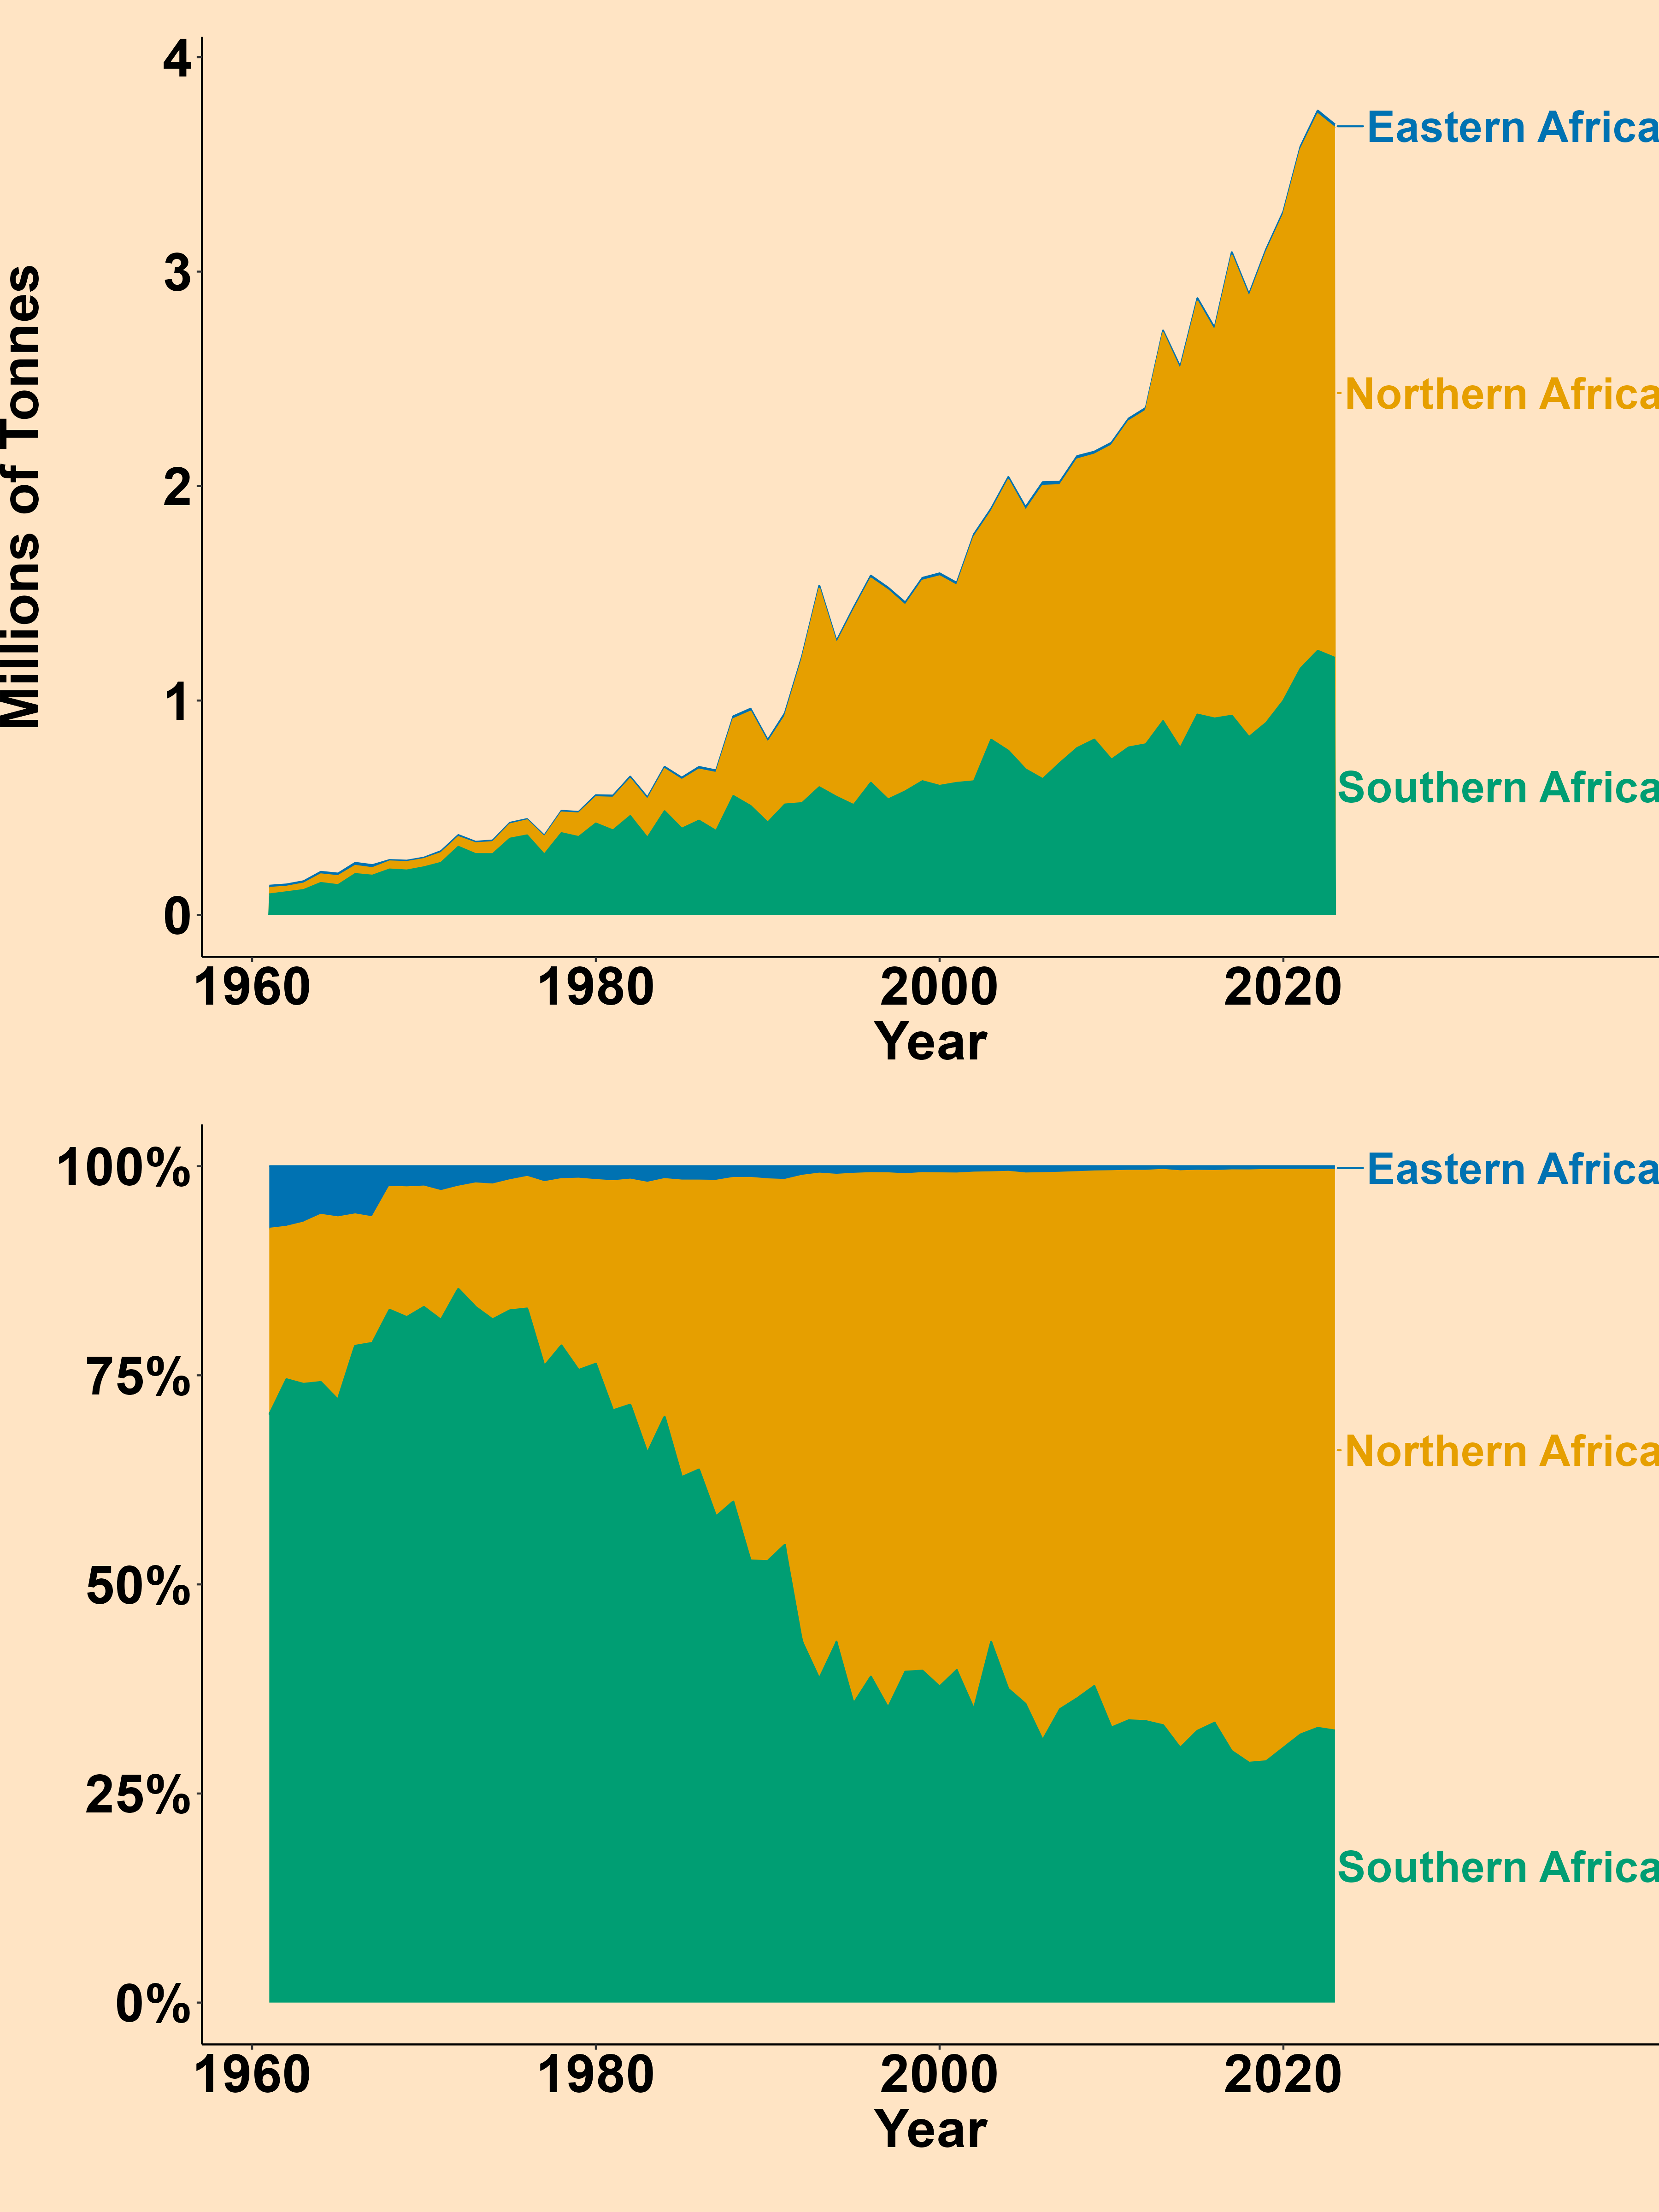 Millions of Tonnes
4
3
2
1
0
Eastern Africa
Northern Africa
Southern Africa
1960 1980 2000 2020
Year
100%
75%
50%
25%
0%
Eastern Africa
Northern Africa
Southern Africa
1960 1980 2000 2020
Year